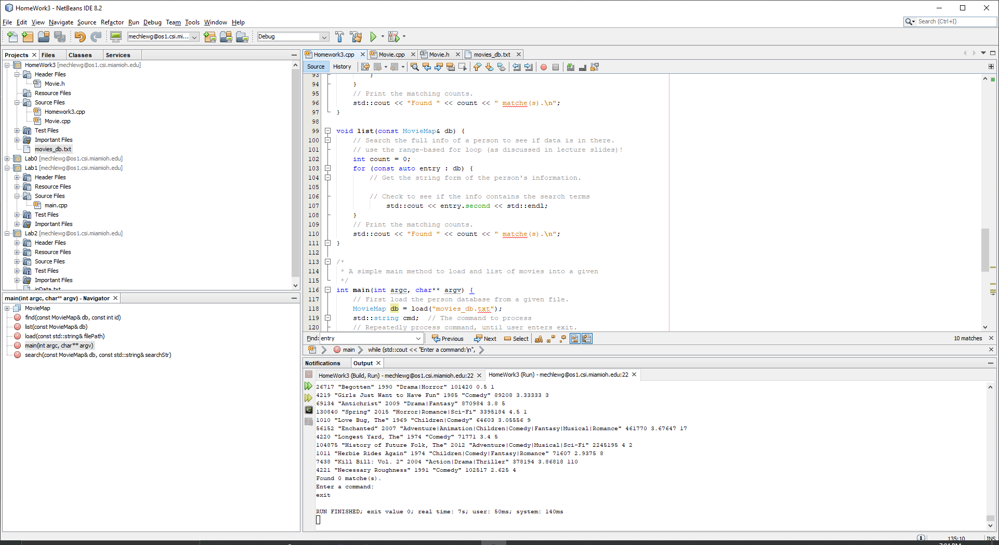 HomeWork3 - NetBeans IDE 8.2
File Edit View Navigate Source Refactor Run Debug Team Tools Window Help
Search (Ctrl+I)
mechlewg@os1.csi.mi...
Debug
Projects Files Classes Services
HomeWork3 [mechlewg@os1.csi.miamioh.edu]
Header Files
Movie.h
Resource Files
Source Files
Homework3.cpp
Movie.cpp
Test Files
Important Files
movies_db.txt
Lab0 [mechlewg@os1.csi.miamioh.edu]
Lab1 [mechlewg@os1.csi.miamioh.edu]
Header Files
Resource Files
Source Files
main.cpp
Test Files
Important Files
Lab2 [mechlewg@os1.csi.miamioh.edu]
Header Files
Resource Files
Source Files
Test Files
Important Files
inData.txt
main(int argc, char** argv) - Navigator
MovieMap
find(const MovieMap& db, const int id)
list(const MovieMap& db)
load(const std::string& filePath)
main(int argc, char** argv)
search(const MovieMap& db, const std::string& searchStr)
Homework3.cpp Movie.cpp Movie.h movies_db.txt
Source History
93 }
94 }
95 // Print the matching counts.
96 std::cout << "Found " << count << " matche(s).\n";
97 }
98
99 void list(const MovieMap& db) {
100 // Search the full info of a person to see if data is in there.
101 // use the range-based for loop (as discussed in lecture slides)!
102 int count = 0;
103 for (const auto entry : db) {
104 // Get the string form of the person's information.
105
106 // Check to see if the info contains the search terms
107 std::cout << entry.second << std::endl;
108 }
109 // Print the matching counts.
110 std::cout << "Found " << count << " matche(s).\n";
111 }
112
113 /*
114 * A simple main method to load and list of movies into a given
115 */
116 int main(int argc, char** argv) {
117 // First load the person database from a given file.
118 MovieMap db = load("movies_db.txt");
119 std::string cmd; // The command to process
120 // Repeatedly process command, until user enters exit.
Find: entry Previous Next Select 10 matches
main while (std::cout << "Enter a command:\n",
Notifications Output
HomeWork3 (Build, Run) - mechlewg@os1.csi.miamioh.edu:22 HomeWork3 (Run) - mechlewg@os1.csi.miamioh.edu:22
26717 "Begotten" 1990 "Drama|Horror" 101420 0.5 1
4219 "Girls Just Want to Have Fun" 1985 "Comedy" 89208 3.33333 3
69134 "Antichrist" 2009 "Drama|Fantasy" 870984 3.8 5
130840 "Spring" 2015 "Horror|Romance|Sci-Fi" 3395184 4.5 1
1010 "Love Bug, The" 1969 "Children|Comedy" 64603 3.05556 9
56152 "Enchanted" 2007 "Adventure|Animation|Children|Comedy|Fantasy|Musical|Romance" 461770 3.67647 17
4220 "Longest Yard, The" 1974 "Comedy" 71771 3.4 5
104875 "History of Future Folk, The" 2012 "Adventure|Comedy|Musical|Sci-Fi" 2245195 4 2
1011 "Herbie Rides Again" 1974 "Children|Comedy|Fantasy|Romance" 71607 2.9375 8
7438 "Kill Bill: Vol. 2" 2004 "Action|Drama|Thriller" 378194 3.86818 110
4221 "Necessary Roughness" 1991 "Comedy" 102517 2.625 4
Found 0 matche(s).
Enter a command:
exit
RUN FINISHED; exit value 0; real time: 7s; user: 50ms; system: 140ms
1 135:10 INS